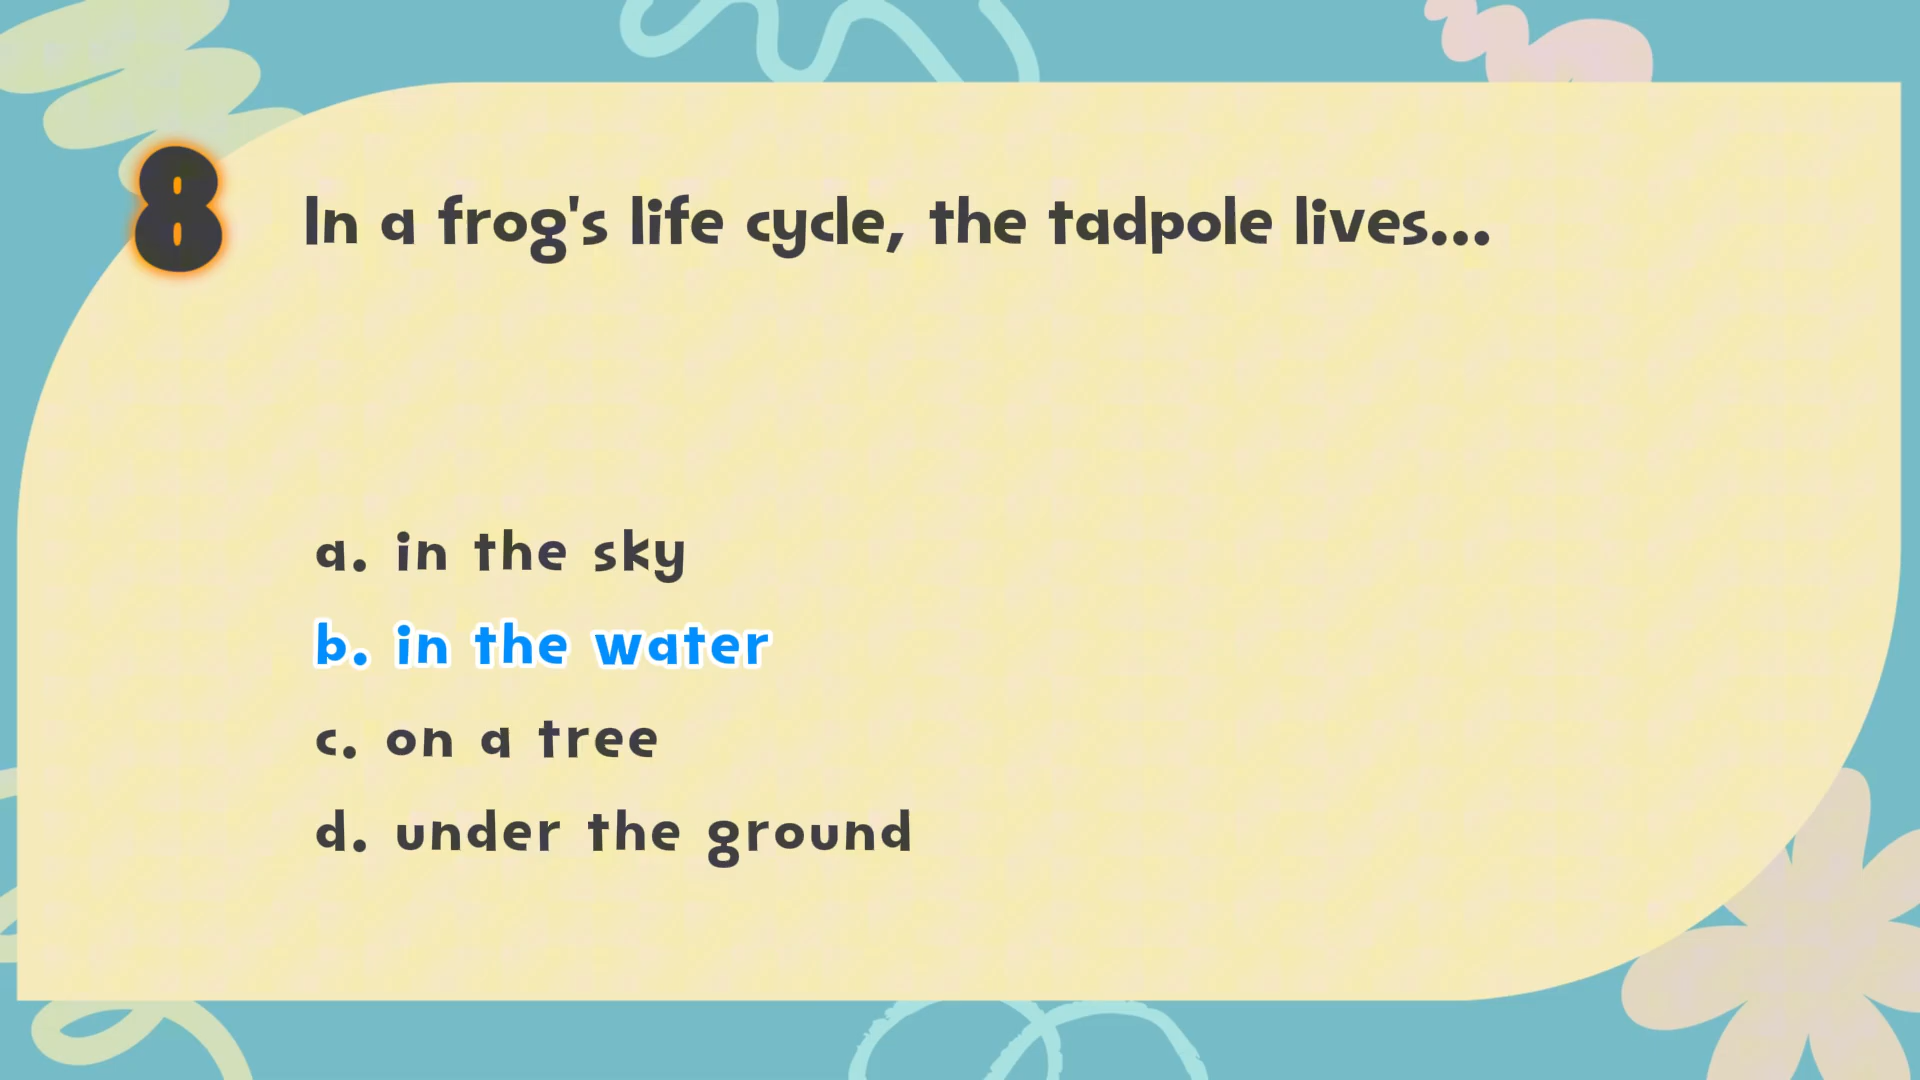 8
In a frog's life cycle, the tadpole lives...
a. in the sky
b. in the water
c. on a tree
d. under the ground